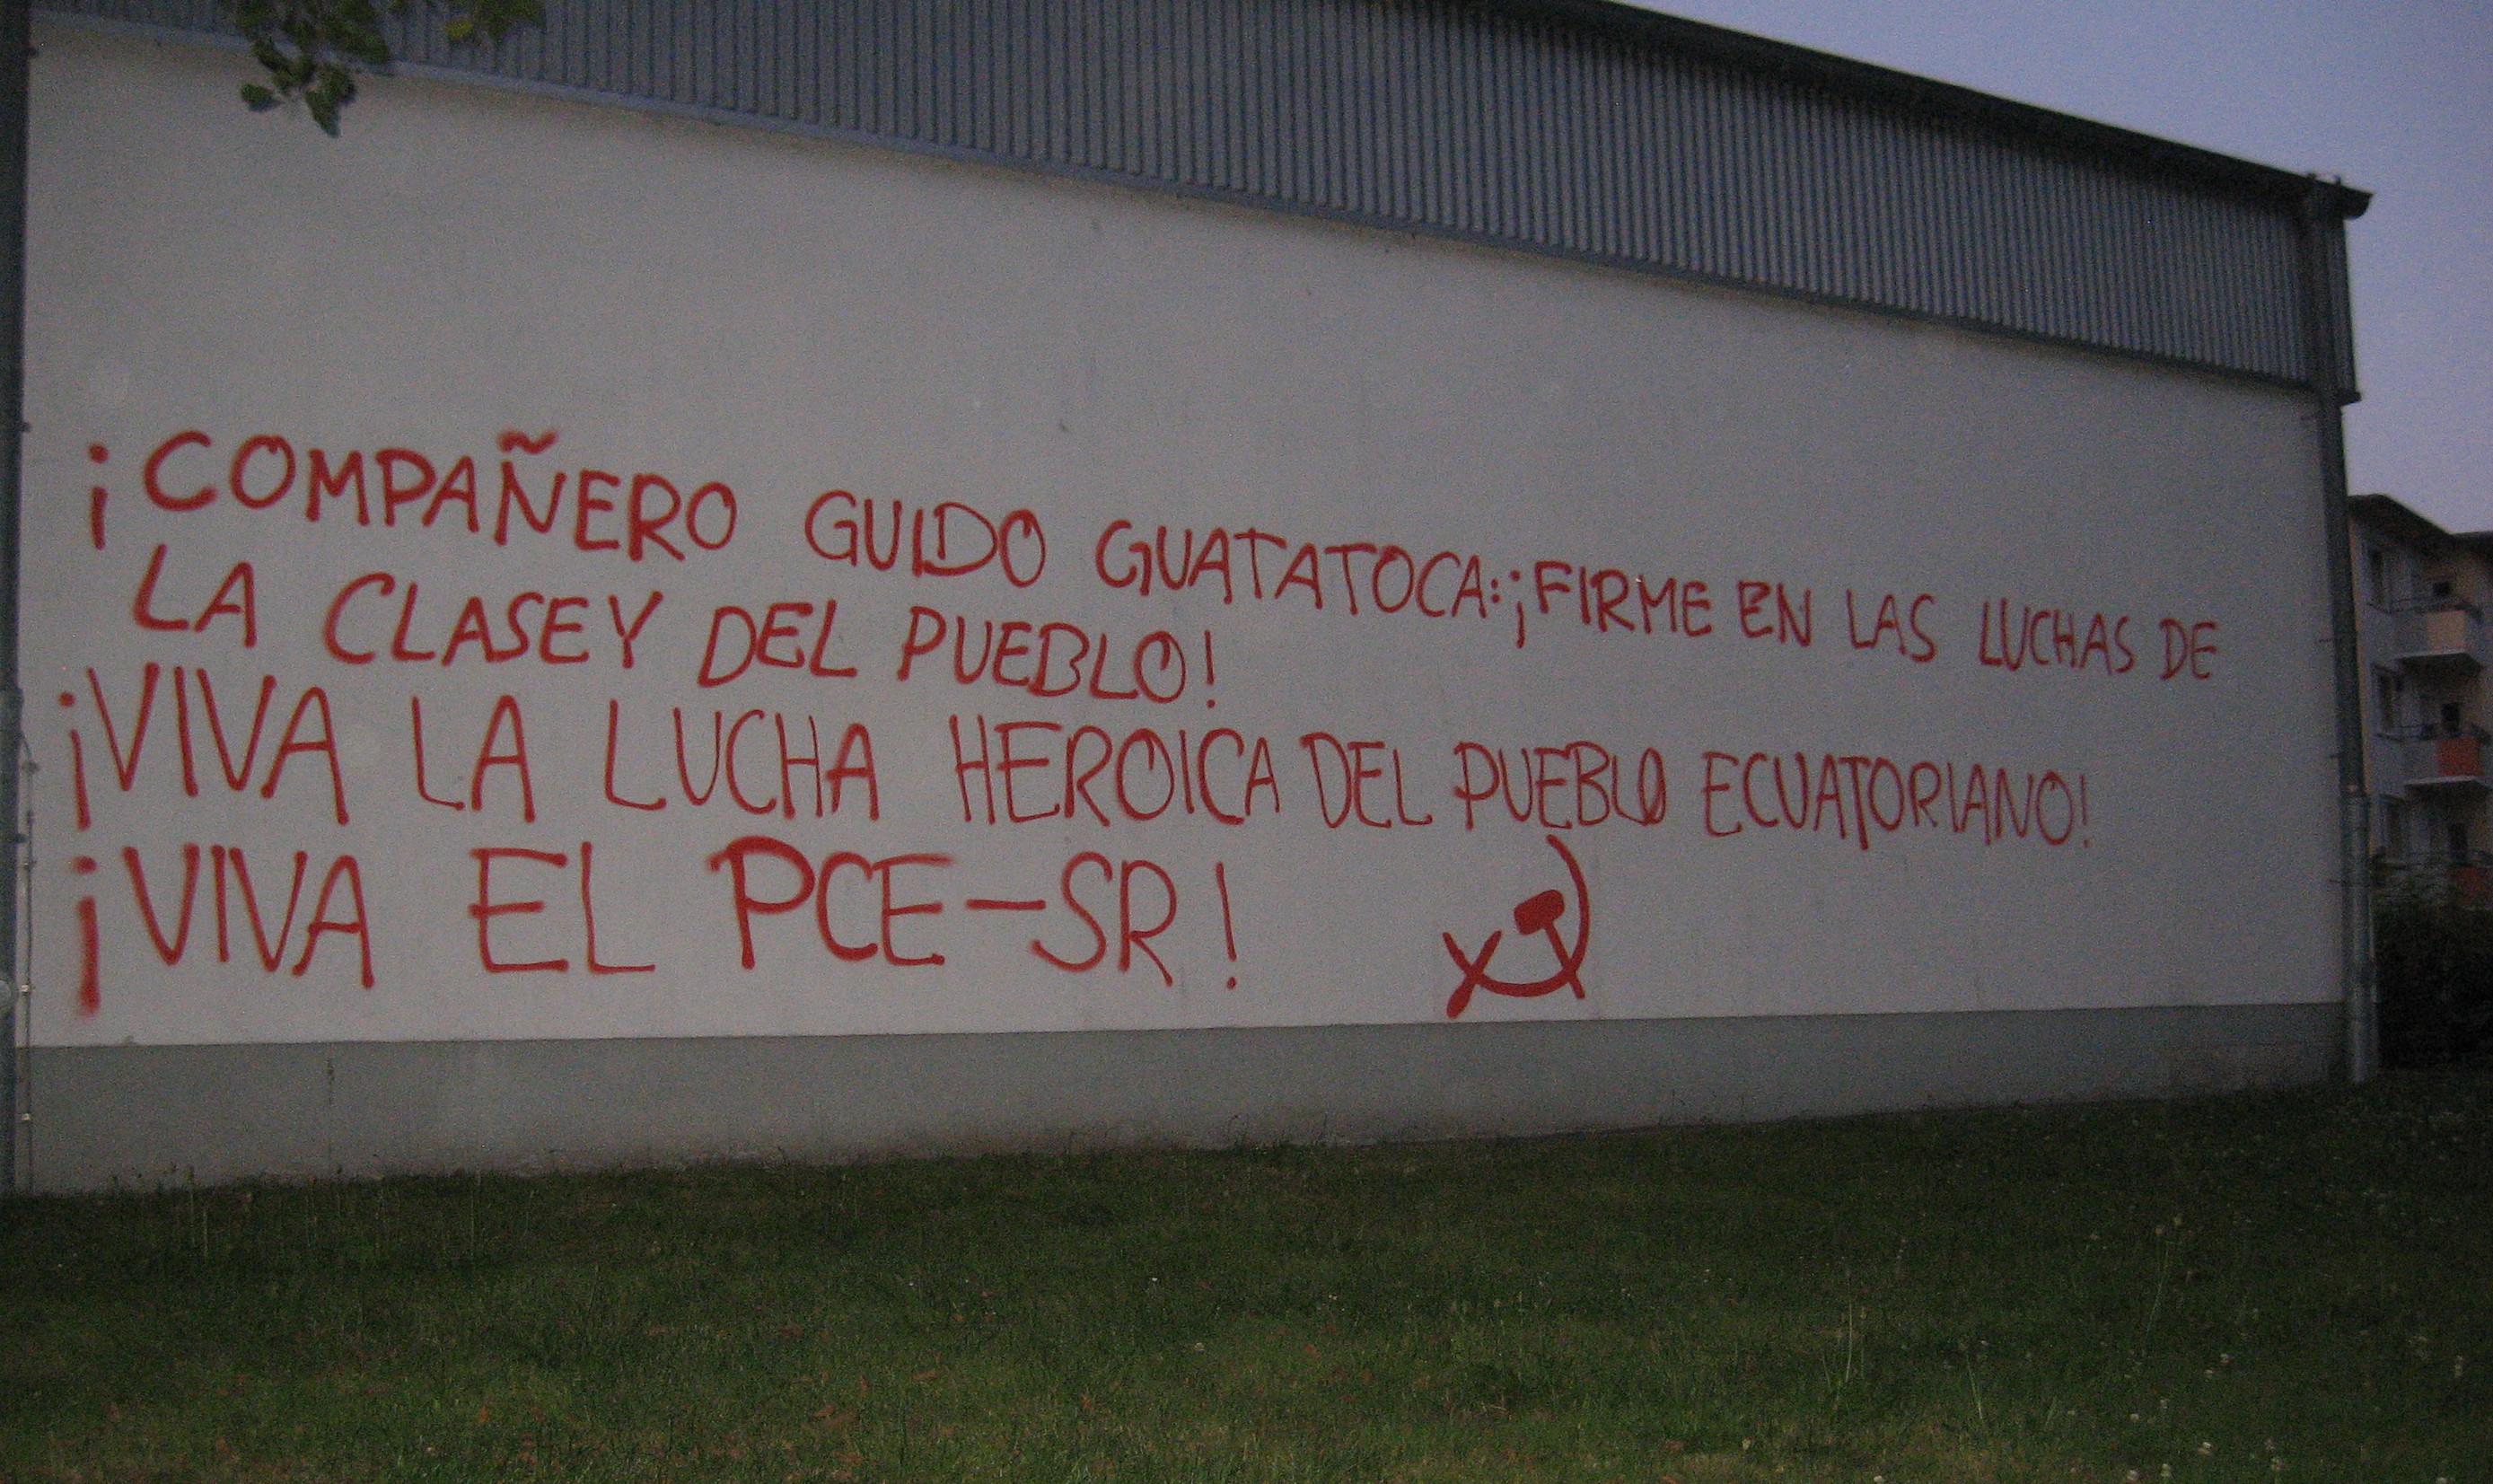 ¡COMPAÑERO GUIDO GUATATOCA:¡FIRME EN LAS LUCHAS DE
LA CLASE Y DEL PUEBLO!
¡VIVA LA LUCHA HEROICA DEL PUEBLO ECUATORIANO!
¡VIVA EL PCE-SR!